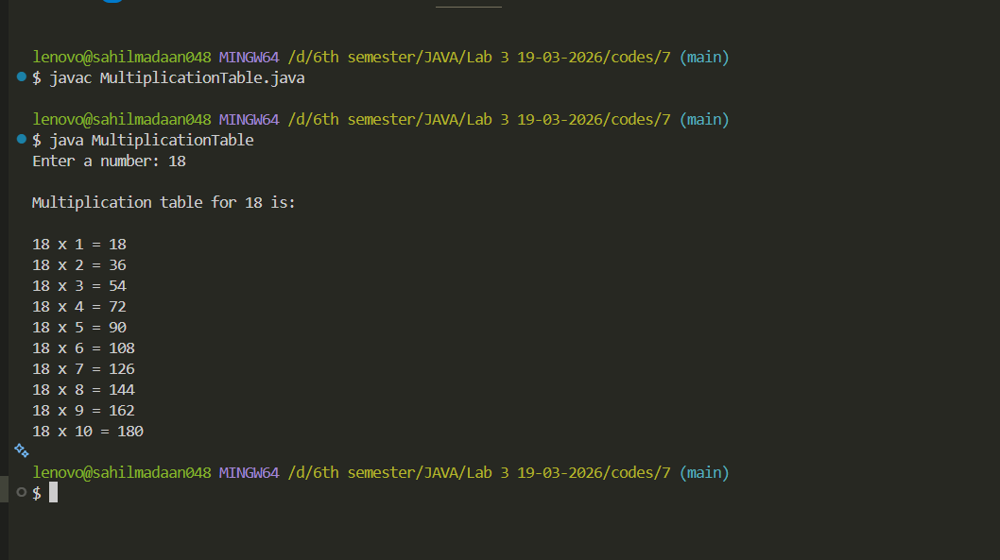 lenovo@sahilmadaan048 MINGW64 /d/6th semester/JAVA/Lab 3 19-03-2026/codes/7 (main)
$ javac MultiplicationTable.java
lenovo@sahilmadaan048 MINGW64 /d/6th semester/JAVA/Lab 3 19-03-2026/codes/7 (main)
$ java MultiplicationTable
Enter a number: 18
Multiplication table for 18 is:
18 x 1 = 18
18 x 2 = 36
18 x 3 = 54
18 x 4 = 72
18 x 5 = 90
18 x 6 = 108
18 x 7 = 126
18 x 8 = 144
18 x 9 = 162
18 x 10 = 180
lenovo@sahilmadaan048 MINGW64 /d/6th semester/JAVA/Lab 3 19-03-2026/codes/7 (main)
$